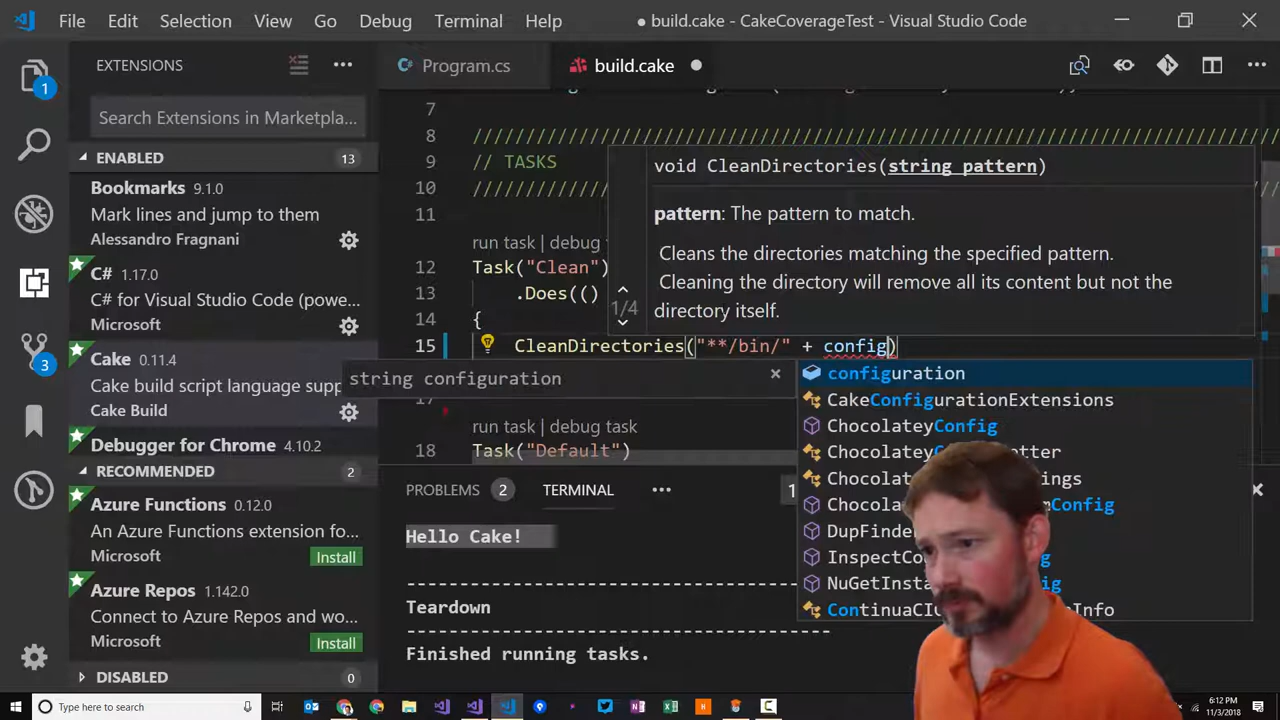 File Edit Selection View Go Debug Terminal Help
● build.cake - CakeCoverageTest - Visual Studio Code
EXTENSIONS
Program.cs
build.cake
1
Search Extensions in Marketpla...
ENABLED 13
Bookmarks 9.1.0
Mark lines and jump to them
Alessandro Fragnani
C# 1.17.0
C# for Visual Studio Code (powe...
Microsoft
3
Cake 0.11.4
Cake build script language supp
Cake Build
Debugger for Chrome 4.10.2
RECOMMENDED 2
Azure Functions 0.12.0
An Azure Functions extension fo...
Microsoft Install
Azure Repos 1.142.0
Connect to Azure Repos and wo...
Microsoft Install
DISABLED 0
7
8 ////////////////////////////////////////////////////////////////////
9 // TASKS
10 ////////////
11
run task | debug
12 Task("Clean")
13 .Does(()
14 {
15 CleanDirectories("**/bin/" + config)
17
run task | debug task
18 Task("Default")
void CleanDirectories(string pattern)
pattern: The pattern to match.
Cleans the directories matching the specified pattern.
Cleaning the directory will remove all its content but not the
directory itself.
1/4
string configuration
configuration
CakeConfigurationExtensions
ChocolateyConfig
PROBLEMS 2 TERMINAL ... 1
Hello Cake!
----------------------------------------
Teardown
----------------------------------------
Finished running tasks.
Type here to search
6:12 PM
11/3/2018